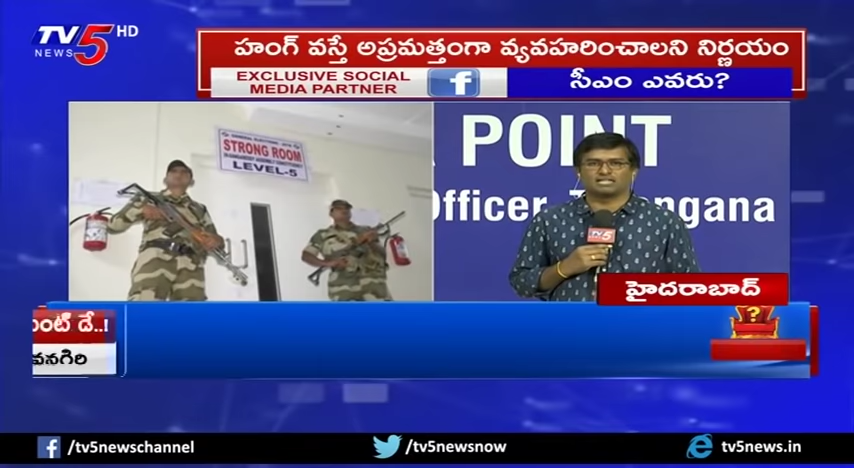 TV5 HD
NEWS
హంగ్ వస్తే అప్రమత్తంగా వ్యవహరించాలని నిర్ణయం
EXCLUSIVE SOCIAL
MEDIA PARTNER
f
సీఎం ఎవరు?
STRONG ROOM
LEVEL-5
POINT
Officer, T
ngana
TV5
హైదరాబాద్
ంట్ డే..!
వనగిరి
?
/tv5newschannel
/tv5newsnow
tv5news.in